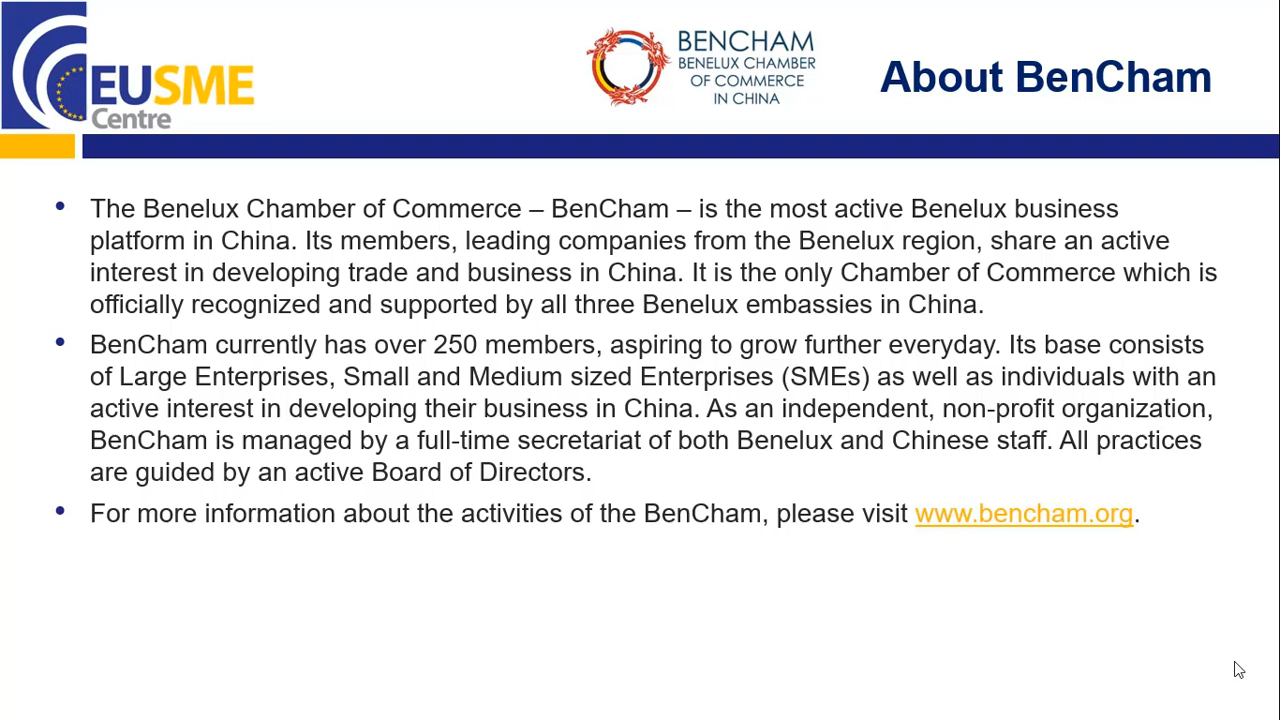 EUSME
Centre
BENCHAM
BENELUX CHAMBER
OF COMMERCE
IN CHINA
About BenCham
• The Benelux Chamber of Commerce – BenCham – is the most active Benelux business
platform in China. Its members, leading companies from the Benelux region, share an active
interest in developing trade and business in China. It is the only Chamber of Commerce which is
officially recognized and supported by all three Benelux embassies in China.
• BenCham currently has over 250 members, aspiring to grow further everyday. Its base consists
of Large Enterprises, Small and Medium sized Enterprises (SMEs) as well as individuals with an
active interest in developing their business in China. As an independent, non-profit organization,
BenCham is managed by a full-time secretariat of both Benelux and Chinese staff. All practices
are guided by an active Board of Directors.
• For more information about the activities of the BenCham, please visit www.bencham.org.